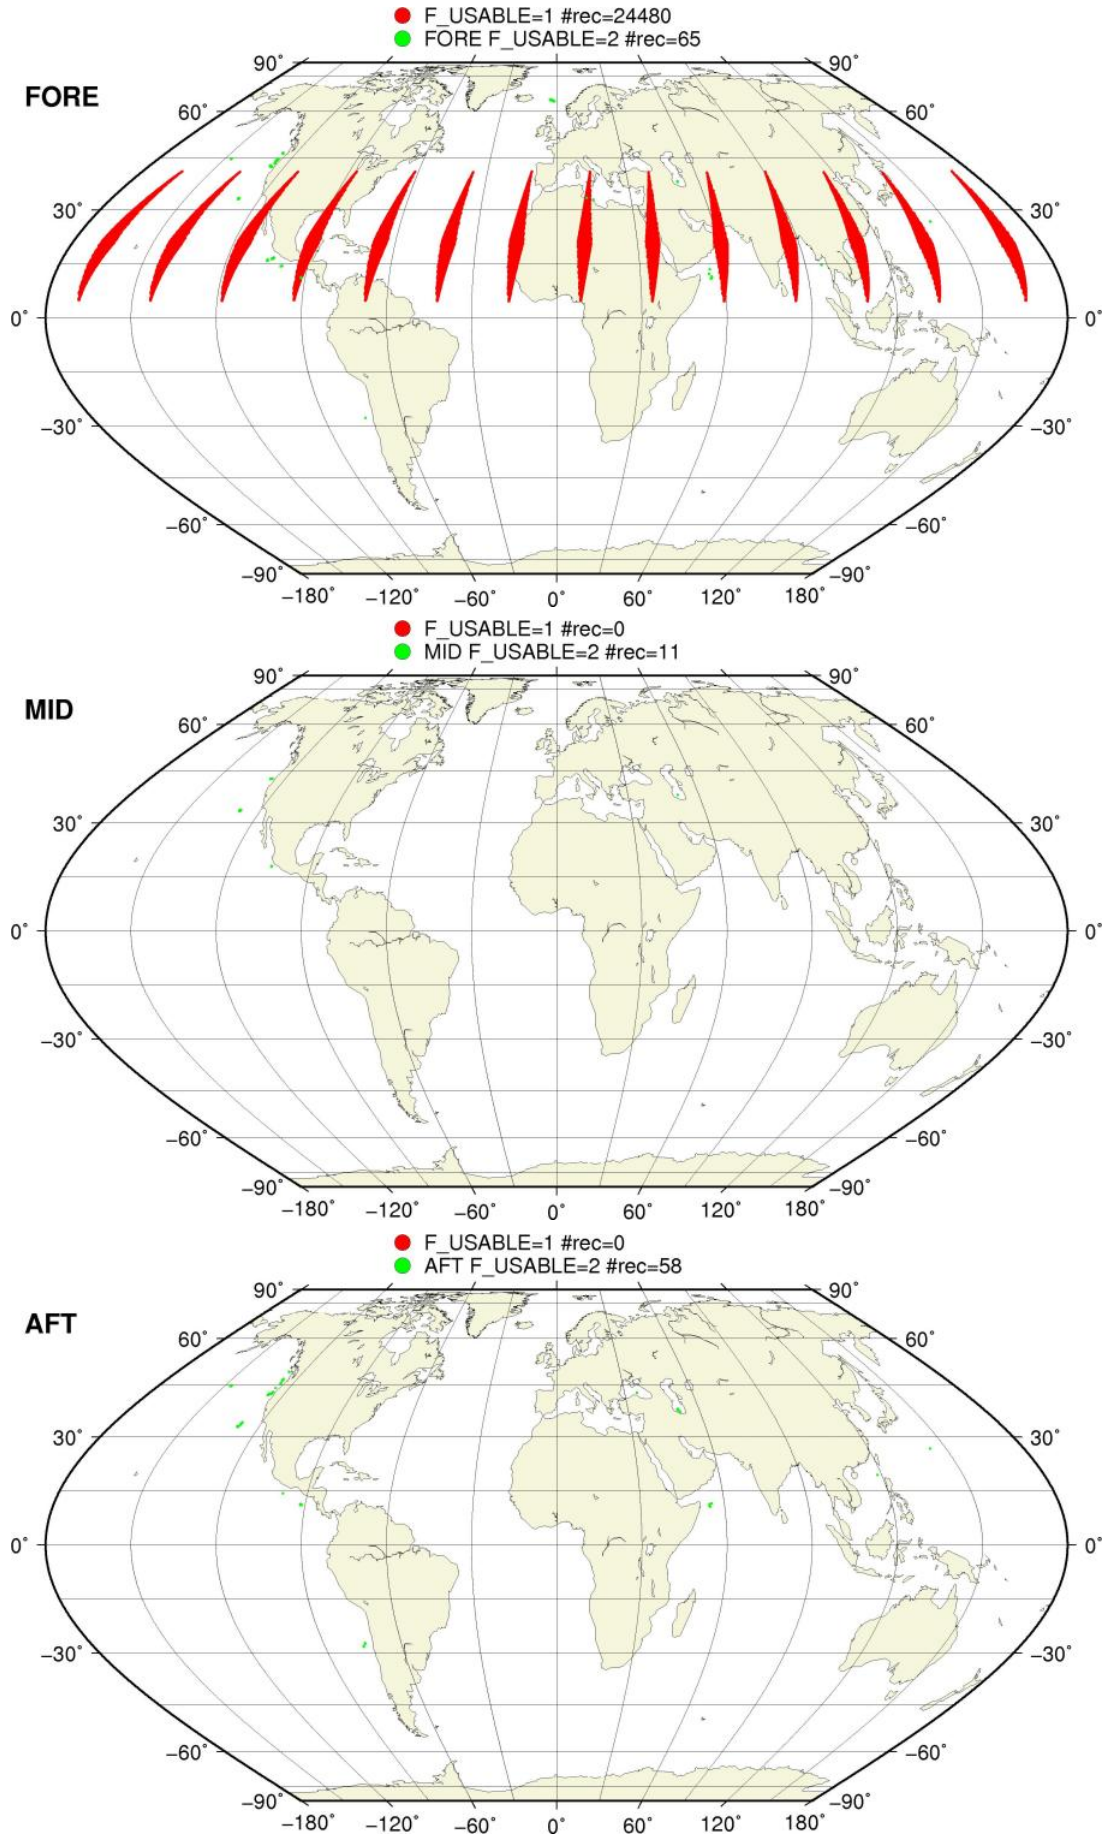 F_USABLE=1 #rec=24480
FORE F_USABLE=2 #rec=65
FORE
90° 90°
60° 60°
30° 30°
0° 0°
−30° −30°
−60° −60°
−90° −90°
−180° −120° −60° 0° 60° 120° 180°
F_USABLE=1 #rec=0
MID F_USABLE=2 #rec=11
MID
90° 90°
60° 60°
30° 30°
0° 0°
−30° −30°
−60° −60°
−90° −90°
−180° −120° −60° 0° 60° 120° 180°
F_USABLE=1 #rec=0
AFT F_USABLE=2 #rec=58
AFT
90° 90°
60° 60°
30° 30°
0° 0°
−30° −30°
−60° −60°
−90° −90°
−180° −120° −60° 0° 60° 120° 180°